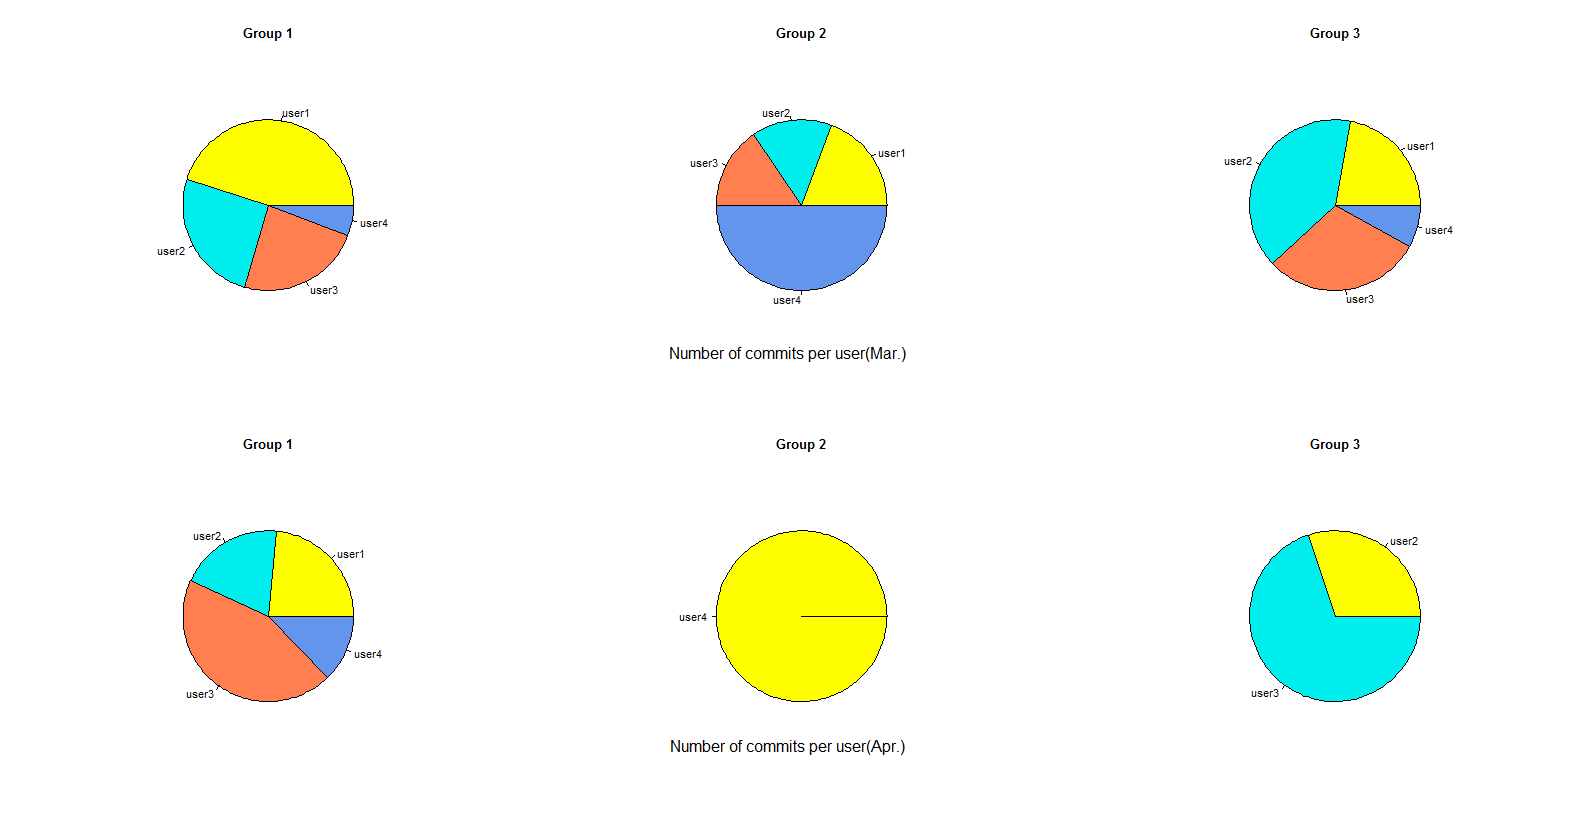 Group 1
Group 2
Group 3
user1
user2
user3
user4
user2
user1
user3
user4
user1
user2
user4
user3
Number of commits per user(Mar.)
Group 1
Group 2
Group 3
user2
user1
user4
user3
user4
user2
user3
Number of commits per user(Apr.)